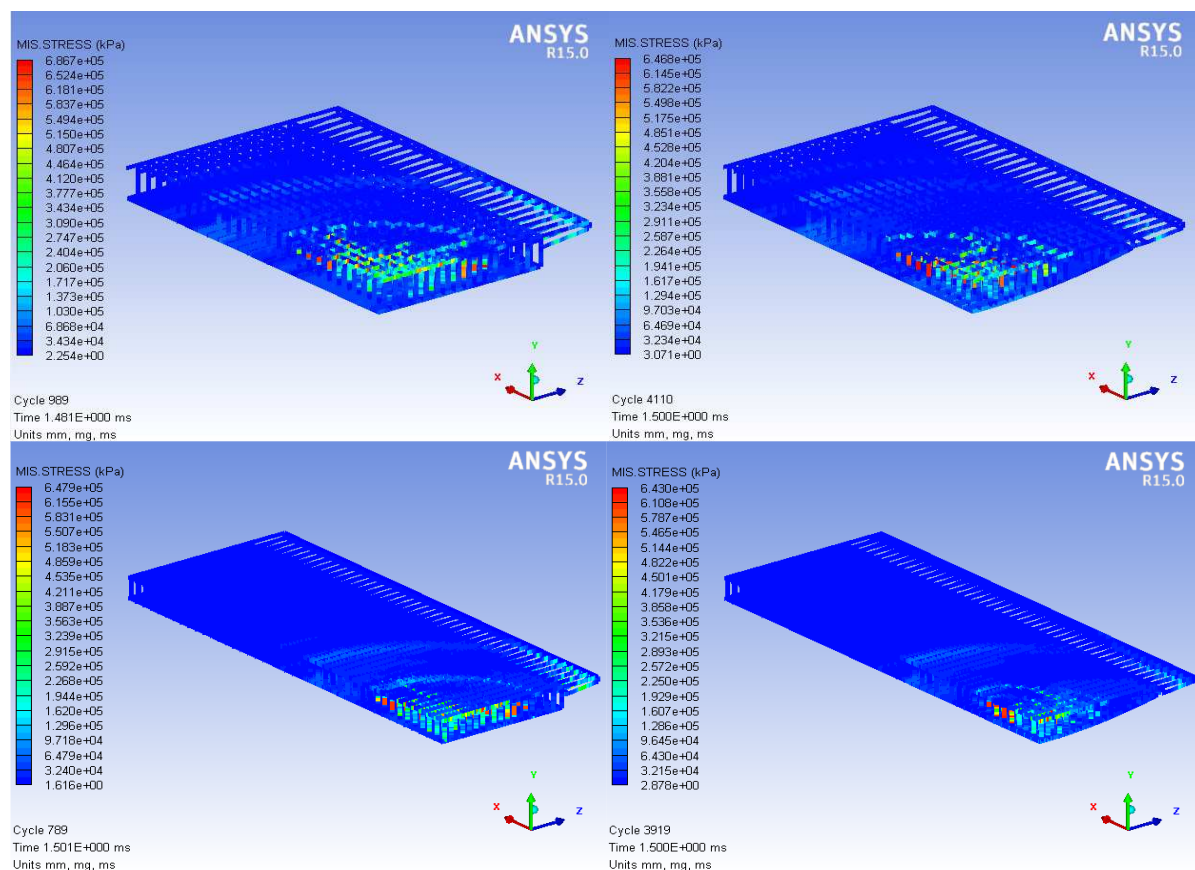 ANSYS
R15.0
MIS.STRESS (kPa)
6.867e+05
6.524e+05
6.181e+05
5.837e+05
5.494e+05
5.150e+05
4.807e+05
4.464e+05
4.120e+05
3.777e+05
3.434e+05
3.090e+05
2.747e+05
2.404e+05
2.060e+05
1.717e+05
1.373e+05
1.030e+05
6.868e+04
3.434e+04
2.254e+00
Y
X
Z
Cycle 989
Time 1.481E+000 ms
Units mm, mg, ms
ANSYS
R15.0
MIS.STRESS (kPa)
6.468e+05
6.145e+05
5.822e+05
5.498e+05
5.175e+05
4.851e+05
4.528e+05
4.204e+05
3.881e+05
3.558e+05
3.234e+05
2.911e+05
2.587e+05
2.264e+05
1.941e+05
1.617e+05
1.294e+05
9.703e+04
6.469e+04
3.234e+04
3.071e+00
Y
X
Z
Cycle 4110
Time 1.500E+000 ms
Units mm, mg, ms
ANSYS
R15.0
MIS.STRESS (kPa)
6.479e+05
6.155e+05
5.831e+05
5.507e+05
5.183e+05
4.859e+05
4.535e+05
4.211e+05
3.887e+05
3.563e+05
3.239e+05
2.915e+05
2.592e+05
2.268e+05
1.944e+05
1.620e+05
1.296e+05
9.718e+04
6.479e+04
3.240e+04
1.616e+00
Y
X
Z
Cycle 789
Time 1.501E+000 ms
Units mm, mg, ms
ANSYS
R15.0
MIS.STRESS (kPa)
6.430e+05
6.108e+05
5.787e+05
5.465e+05
5.144e+05
4.822e+05
4.501e+05
4.179e+05
3.858e+05
3.536e+05
3.215e+05
2.893e+05
2.572e+05
2.250e+05
1.929e+05
1.607e+05
1.286e+05
9.645e+04
6.430e+04
3.215e+04
2.878e+00
Y
X
Z
Cycle 3919
Time 1.500E+000 ms
Units mm, mg, ms